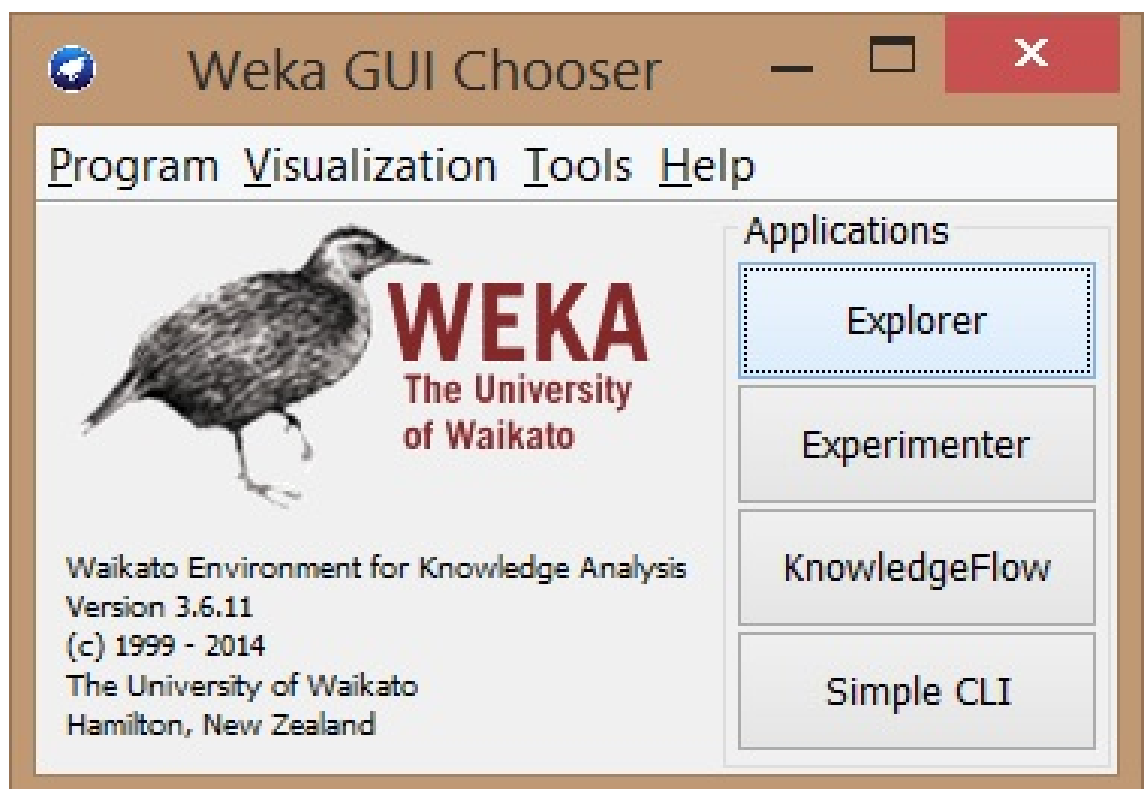 Weka GUI Chooser
Program Visualization Tools Help
WEKA
The University
of Waikato
Waikato Environment for Knowledge Analysis
Version 3.6.11
(c) 1999 - 2014
The University of Waikato
Hamilton, New Zealand
Applications
Explorer
Experimenter
KnowledgeFlow
Simple CLI